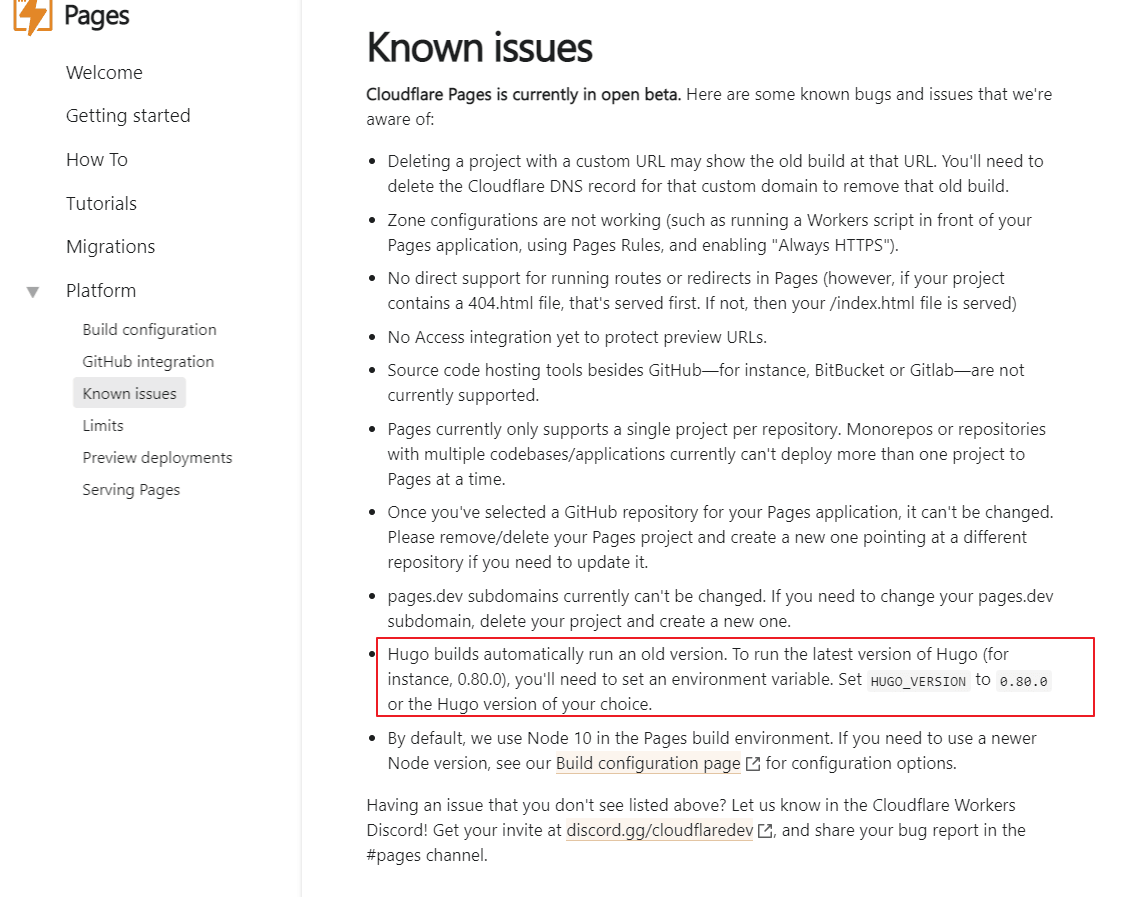 Pages
Welcome
Getting started
How To
Tutorials
Migrations
Platform
Build configuration
GitHub integration
Known issues
Limits
Preview deployments
Serving Pages
Known issues
Cloudflare Pages is currently in open beta. Here are some known bugs and issues that we're
aware of:
Deleting a project with a custom URL may show the old build at that URL. You'll need to
delete the Cloudflare DNS record for that custom domain to remove that old build.
Zone configurations are not working (such as running a Workers script in front of your
Pages application, using Pages Rules, and enabling "Always HTTPS").
No direct support for running routes or redirects in Pages (however, if your project
contains a 404.html file, that's served first. If not, then your /index.html file is served)
No Access integration yet to protect preview URLs.
Source code hosting tools besides GitHub—for instance, BitBucket or Gitlab—are not
currently supported.
Pages currently only supports a single project per repository. Monorepos or repositories
with multiple codebases/applications currently can't deploy more than one project to
Pages at a time.
Once you've selected a GitHub repository for your Pages application, it can't be changed.
Please remove/delete your Pages project and create a new one pointing at a different
repository if you need to update it.
pages.dev subdomains currently can't be changed. If you need to change your pages.dev
subdomain, delete your project and create a new one.
Hugo builds automatically run an old version. To run the latest version of Hugo (for
instance, 0.80.0), you'll need to set an environment variable. Set HUGO_VERSION to 0.80.0
or the Hugo version of your choice.
By default, we use Node 10 in the Pages build environment. If you need to use a newer
Node version, see our Build configuration page for configuration options.
Having an issue that you don't see listed above? Let us know in the Cloudflare Workers
Discord! Get your invite at discord.gg/cloudflaredev, and share your bug report in the
#pages channel.